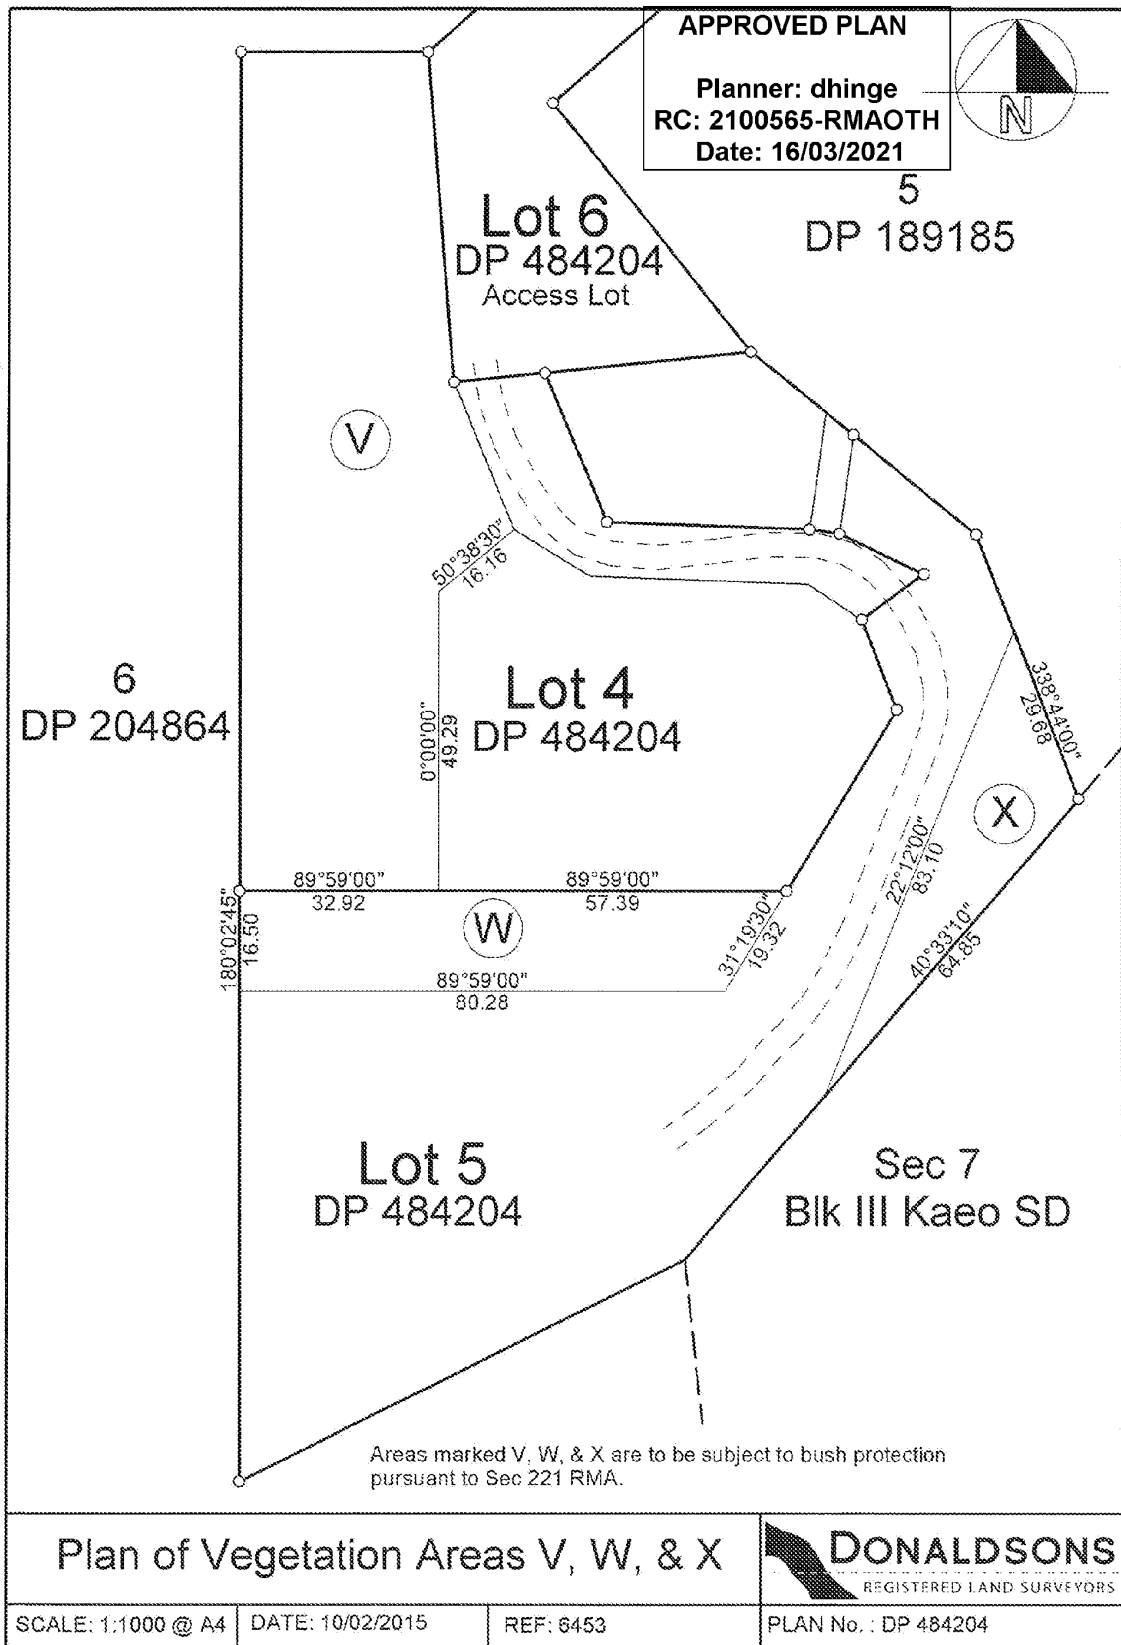 APPROVED PLAN
Planner: dhinge
RC: 2100565-RMAOTH
Date: 16/03/2021
N
5
DP 189185
Lot 6
DP 484204
Access Lot
V
50°38'30"
16.16
6
DP 204864
Lot 4
DP 484204
0°00'00"
49.29
338°44'00"
29.68
X
22°12'00"
83.10
89°59'00"
32.92
89°59'00"
57.39
W
180°02'45"
16.50
31°19'30"
19.32
40°33'10"
64.85
89°59'00"
80.28
Lot 5
DP 484204
Sec 7
Blk III Kaeo SD
Areas marked V, W, & X are to be subject to bush protection
pursuant to Sec 221 RMA.
Plan of Vegetation Areas V, W, & X
DONALDSONS
REGISTERED LAND SURVEYORS
SCALE: 1:1000 @ A4
DATE: 10/02/2015
REF: 6453
PLAN No. : DP 484204